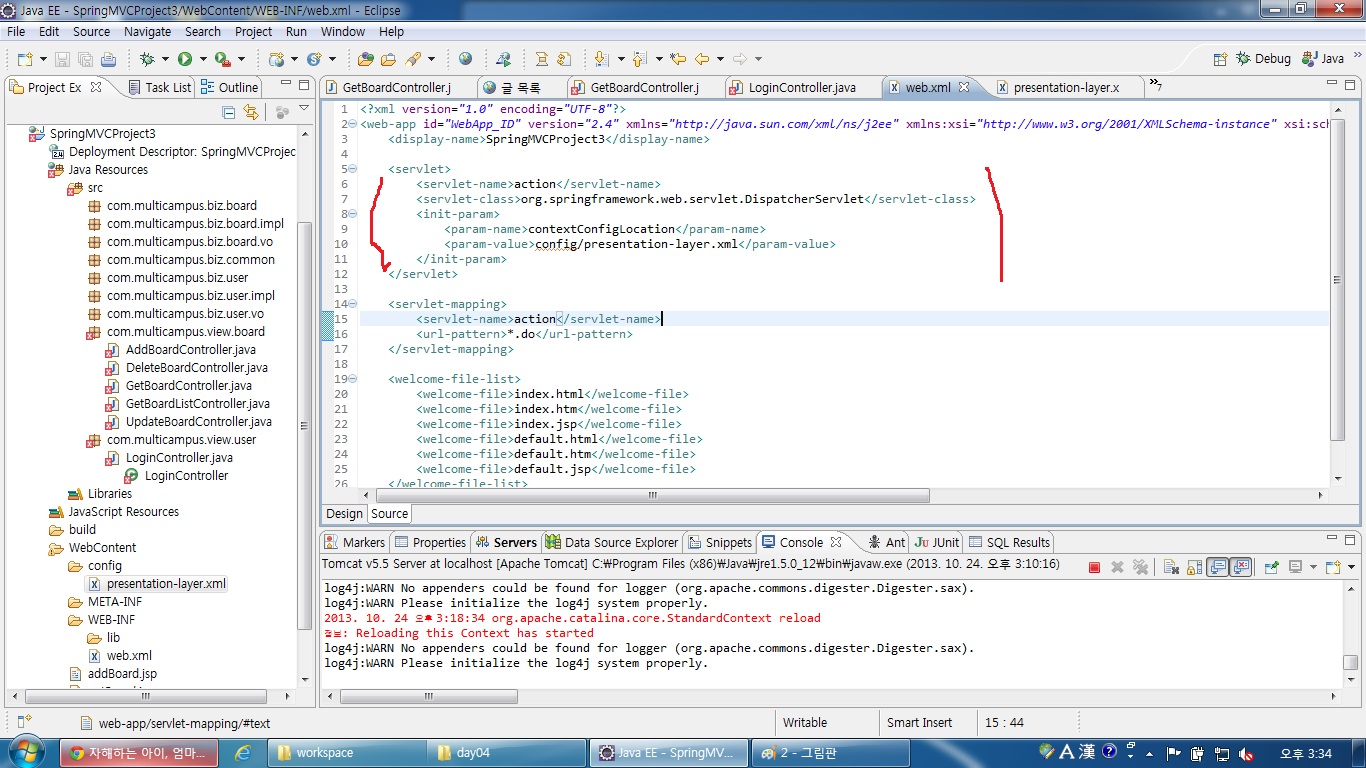 Java EE - SpringMVCProject3/WebContent/WEB-INF/web.xml - Eclipse
File Edit Source Navigate Search Project Run Window Help
Debug Java »
Project Ex Task List Outline
SpringMVCProject3
Deployment Descriptor: SpringMVCProjec
Java Resources
src
com.multicampus.biz.board
com.multicampus.biz.board.impl
com.multicampus.biz.board.vo
com.multicampus.biz.common
com.multicampus.biz.user
com.multicampus.biz.user.impl
com.multicampus.biz.user.vo
com.multicampus.view.board
AddBoardController.java
DeleteBoardController.java
GetBoardController.java
GetBoardListController.java
UpdateBoardController.java
com.multicampus.view.user
LoginController.java
LoginController
Libraries
JavaScript Resources
build
WebContent
config
presentation-layer.xml
META-INF
WEB-INF
lib
web.xml
addBoard.jsp
GetBoardController.j 글 목록 GetBoardController.j LoginController.java web.xml presentation-layer.x »7
1 <?xml version="1.0" encoding="UTF-8"?>
2 <web-app id="WebApp_ID" version="2.4" xmlns="http://java.sun.com/xml/ns/j2ee" xmlns:xsi="http://www.w3.org/2001/XMLSchema-instance" xsi:sch
3 <display-name>SpringMVCProject3</display-name>
4
5 <servlet>
6 <servlet-name>action</servlet-name>
7 <servlet-class>org.springframework.web.servlet.DispatcherServlet</servlet-class>
8 <init-param>
9 <param-name>contextConfigLocation</param-name>
10 <param-value>config/presentation-layer.xml</param-value>
11 </init-param>
12 </servlet>
13
14 <servlet-mapping>
15 <servlet-name>action</servlet-name>
16 <url-pattern>*.do</url-pattern>
17 </servlet-mapping>
18
19 <welcome-file-list>
20 <welcome-file>index.html</welcome-file>
21 <welcome-file>index.htm</welcome-file>
22 <welcome-file>index.jsp</welcome-file>
23 <welcome-file>default.html</welcome-file>
24 <welcome-file>default.htm</welcome-file>
25 <welcome-file>default.jsp</welcome-file>
26 </welcome-file-list>
Design Source
Markers Properties Servers Data Source Explorer Snippets Console Ant JUnit SQL Results
Tomcat v5.5 Server at localhost [Apache Tomcat] C:₩Program Files (x86)₩Java₩jre1.5.0_12₩bin₩javaw.exe (2013. 10. 24. 오후 3:10:16)
log4j:WARN No appenders could be found for logger (org.apache.commons.digester.Digester.sax).
log4j:WARN Please initialize the log4j system properly.
2013. 10. 24 오후 3:18:34 org.apache.catalina.core.StandardContext reload
정보: Reloading this Context has started
log4j:WARN No appenders could be found for logger (org.apache.commons.digester.Digester.sax).
log4j:WARN Please initialize the log4j system properly.
web-app/servlet-mapping/#text Writable Smart Insert 15 : 44
자해하는 아이, 엄마... workspace day04 Java EE - SpringMV... 2 - 그림판 A 漢 오후 3:34